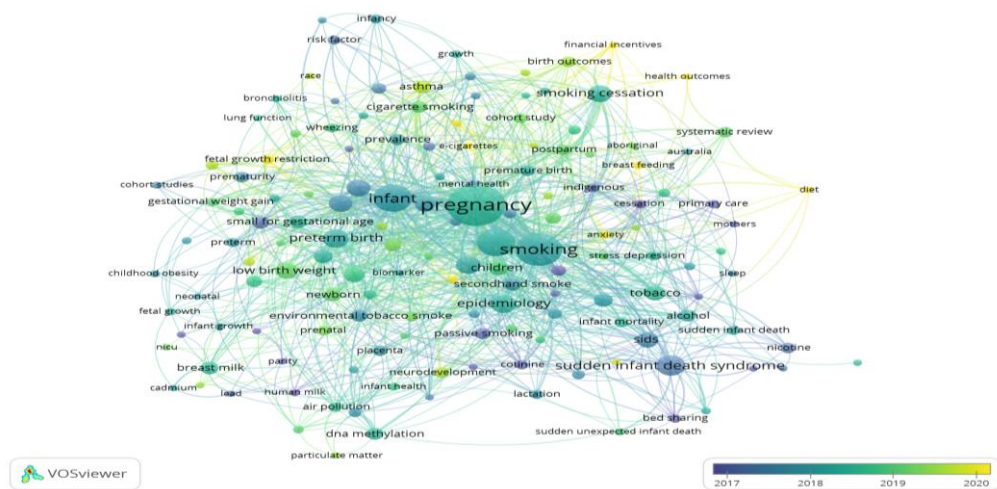 infancy
risk factor
financial incentives
growth
birth outcomes
race
health outcomes
asthma
smoking cessation
bronchiolitis
cigarette smoking
lung function
cohort study
wheezing
systematic review
prevalence
e-cigarettes
aboriginal
postpartum
australia
fetal growth restriction
premature birth
breast feeding
prematurity
cohort studies
mental health
indigenous
diet
infant
gestational weight gain
pregnancy
cessation
primary care
small for gestational age
mothers
preterm birth
anxiety
preterm
smoking
stress depression
childhood obesity
low birth weight
biomarker
children
sleep
secondhand smoke
neonatal
newborn
tobacco
fetal growth
epidemiology
environmental tobacco smoke
alcohol
infant growth
prenatal
infant mortality
sudden infant death
passive smoking
sids
nicu
placenta
nicotine
parity
cotinine
breast milk
sudden infant death syndrome
neurodevelopment
cadmium
lead
human milk
infant health
lactation
air pollution
bed sharing
dna methylation
sudden unexpected infant death
particulate matter
VOSviewer
2017 2018 2019 2020